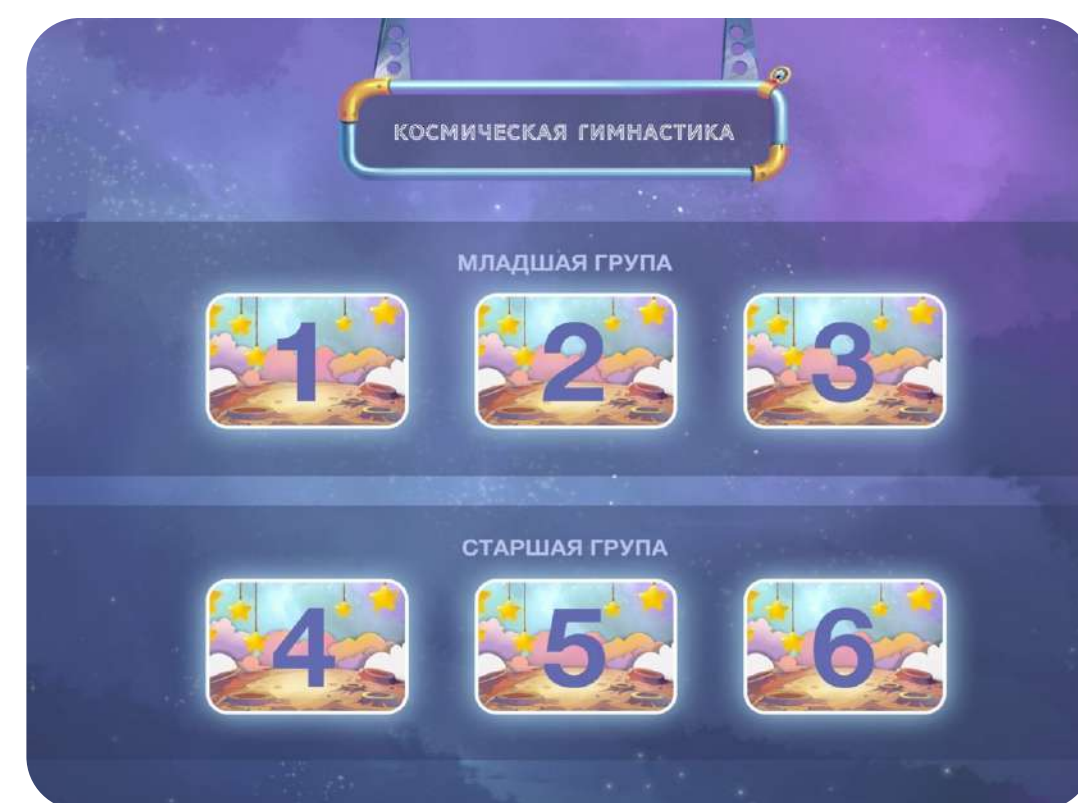 КОСМИЧЕСКАЯ ГИМНАСТИКА
МЛАДШАЯ ГРУПА
1 2 3
СТАРШАЯ ГРУПА
4 5 6